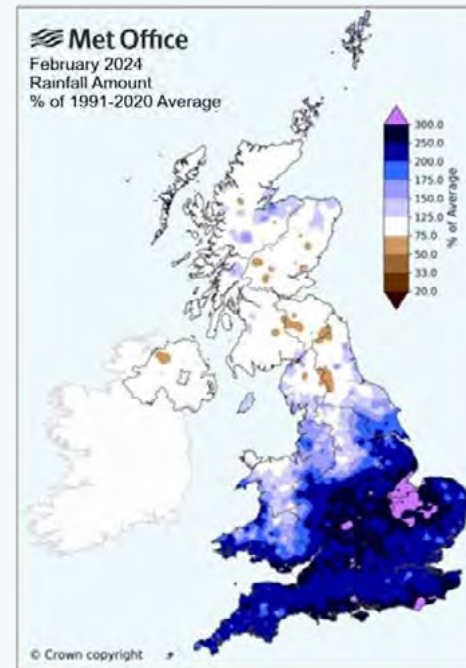 Met Office
February 2024
Rainfall Amount
% of 1991-2020 Average
300.0
250.0
200.0
175.0
150.0
125.0
75.0
50.0
33.0
20.0
% of Average
© Crown copyright